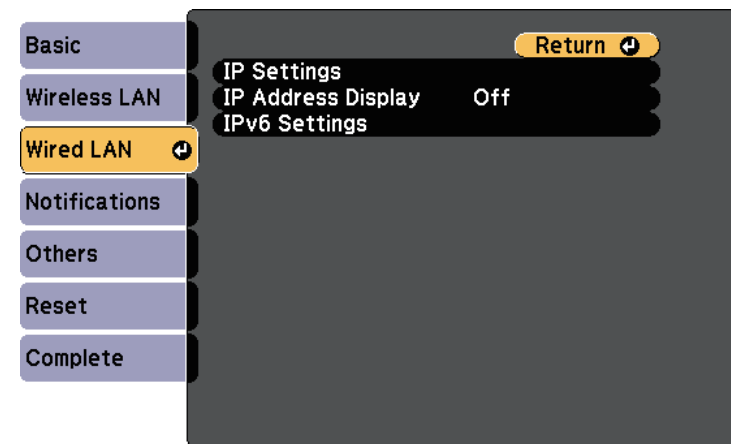 Basic
Wireless LAN
Wired LAN
Notifications
Others
Reset
Complete
Return
IP Settings
IP Address Display Off
IPv6 Settings